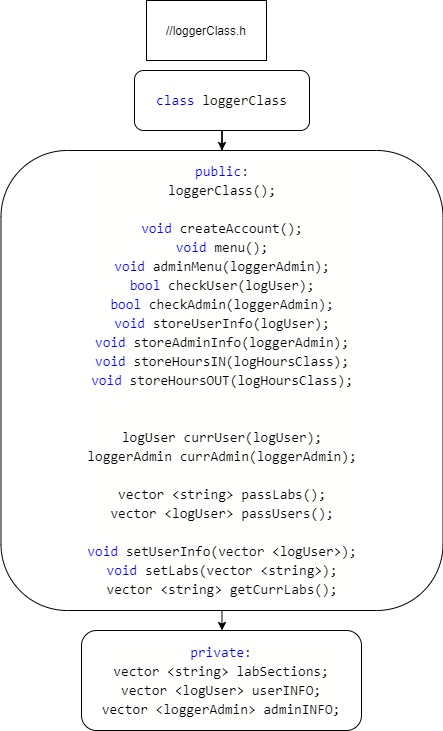 //loggerClass.h
class loggerClass
public:
loggerClass();
void createAccount();
void menu();
void adminMenu(loggerAdmin);
bool checkUser(logUser);
bool checkAdmin(loggerAdmin);
void storeUserInfo(logUser);
void storeAdminInfo(loggerAdmin);
void storeHoursIN(logHoursClass);
void storeHoursOUT(logHoursClass);
logUser currUser(logUser);
loggerAdmin currAdmin(loggerAdmin);
vector <string> passLabs();
vector <logUser> passUsers();
void setUserInfo(vector <logUser>);
void setLabs(vector <string>);
vector <string> getCurrLabs();
private:
vector <string> labSections;
vector <logUser> userINFO;
vector <loggerAdmin> adminINFO;